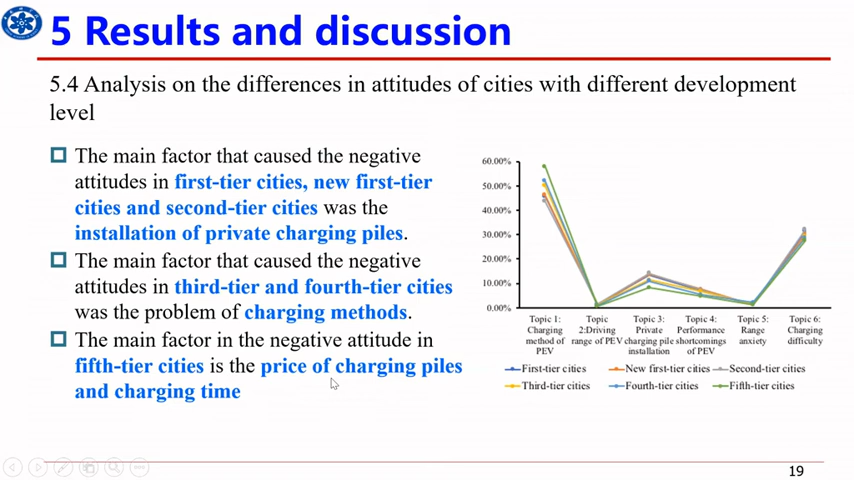 5 Results and discussion
5.4 Analysis on the differences in attitudes of cities with different development
level
The main factor that caused the negative
attitudes in first-tier cities, new first-tier
cities and second-tier cities was the
installation of private charging piles.
The main factor that caused the negative
attitudes in third-tier and fourth-tier cities
was the problem of charging methods.
The main factor in the negative attitude in
fifth-tier cities is the price of charging piles
and charging time
60.00%
50.00%
40.00%
30.00%
20.00%
10.00%
0.00%
Topic 1:
Charging
method of
PEV
Topic
2:Driving
range of PEV
Topic 3:
Private
charging pile
installation
Topic 4:
Performance
shortcomings
of PEV
Topic 5:
Range
anxiety
Topic 6:
Charging
difficulty
First-tier cities
New first-tier cities
Second-tier cities
Third-tier cities
Fourth-tier cities
Fifth-tier cities
19